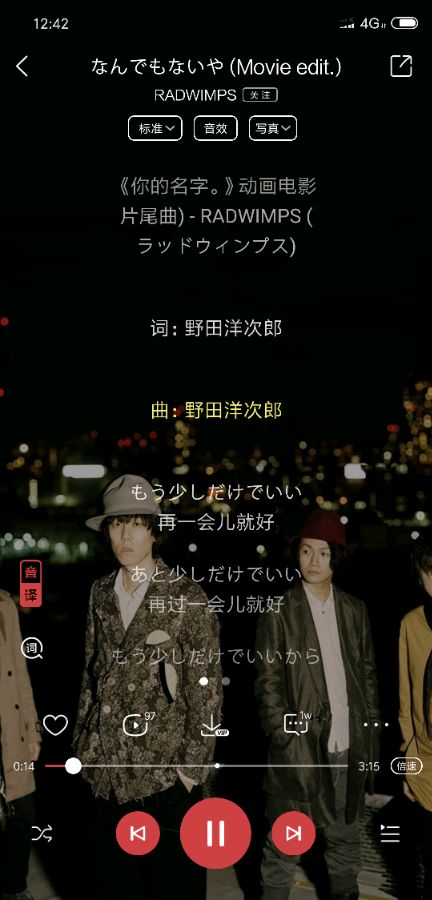 12:42
4G
なんでもないや (Movie edit.)
RADWIMPS 关注
标准 音效 写真
《你的名字。》动画电影
片尾曲) - RADWIMPS (
ラッドウィンプス)
词：野田洋次郎
曲：野田洋次郎
もう少しだけでいい
再一会儿就好
あと少しだけでいい
再过一会儿就好
もう少しだけでいいから
音
译
词
97
VIP
1w
0:14
3:15
倍速